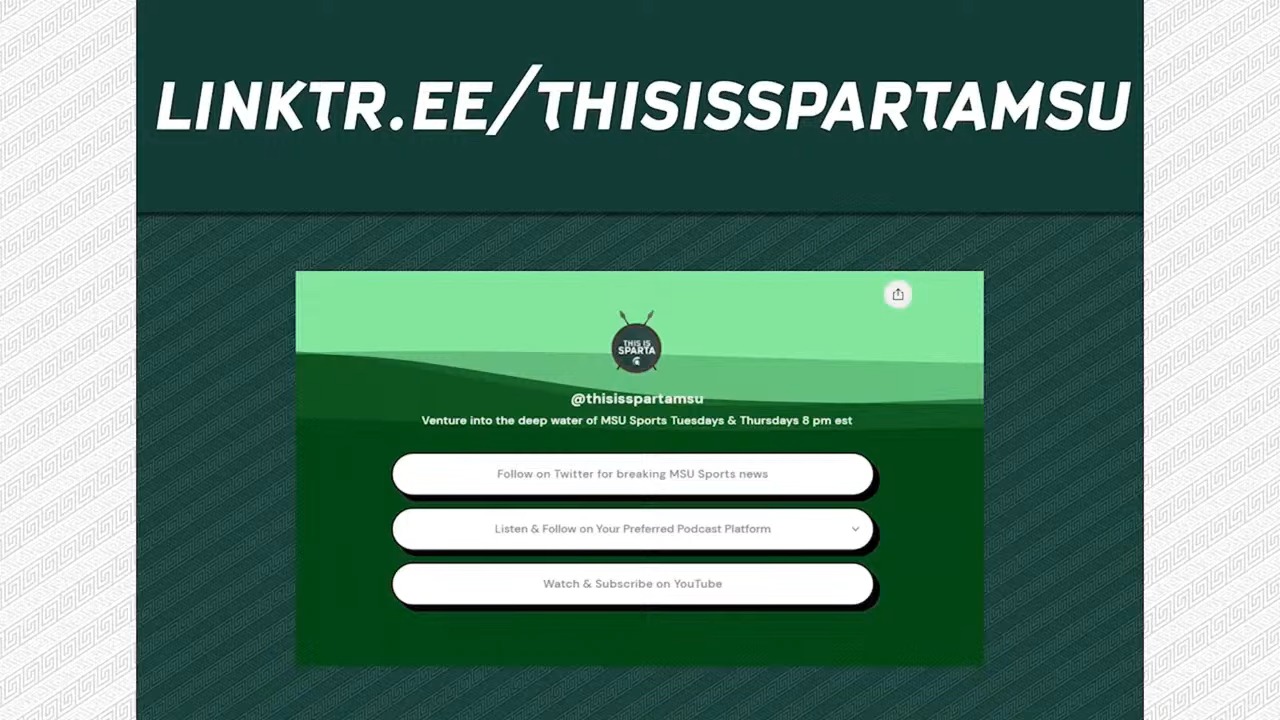 LINKTR.EE/THISISSPARTAMSU
THIS IS
SPARTA
@thisisspartamsu
Venture into the deep water of MSU Sports Tuesdays & Thursdays 8 pm est
Follow on Twitter for breaking MSU Sports news
Listen & Follow on Your Preferred Podcast Platform
Watch & Subscribe on YouTube